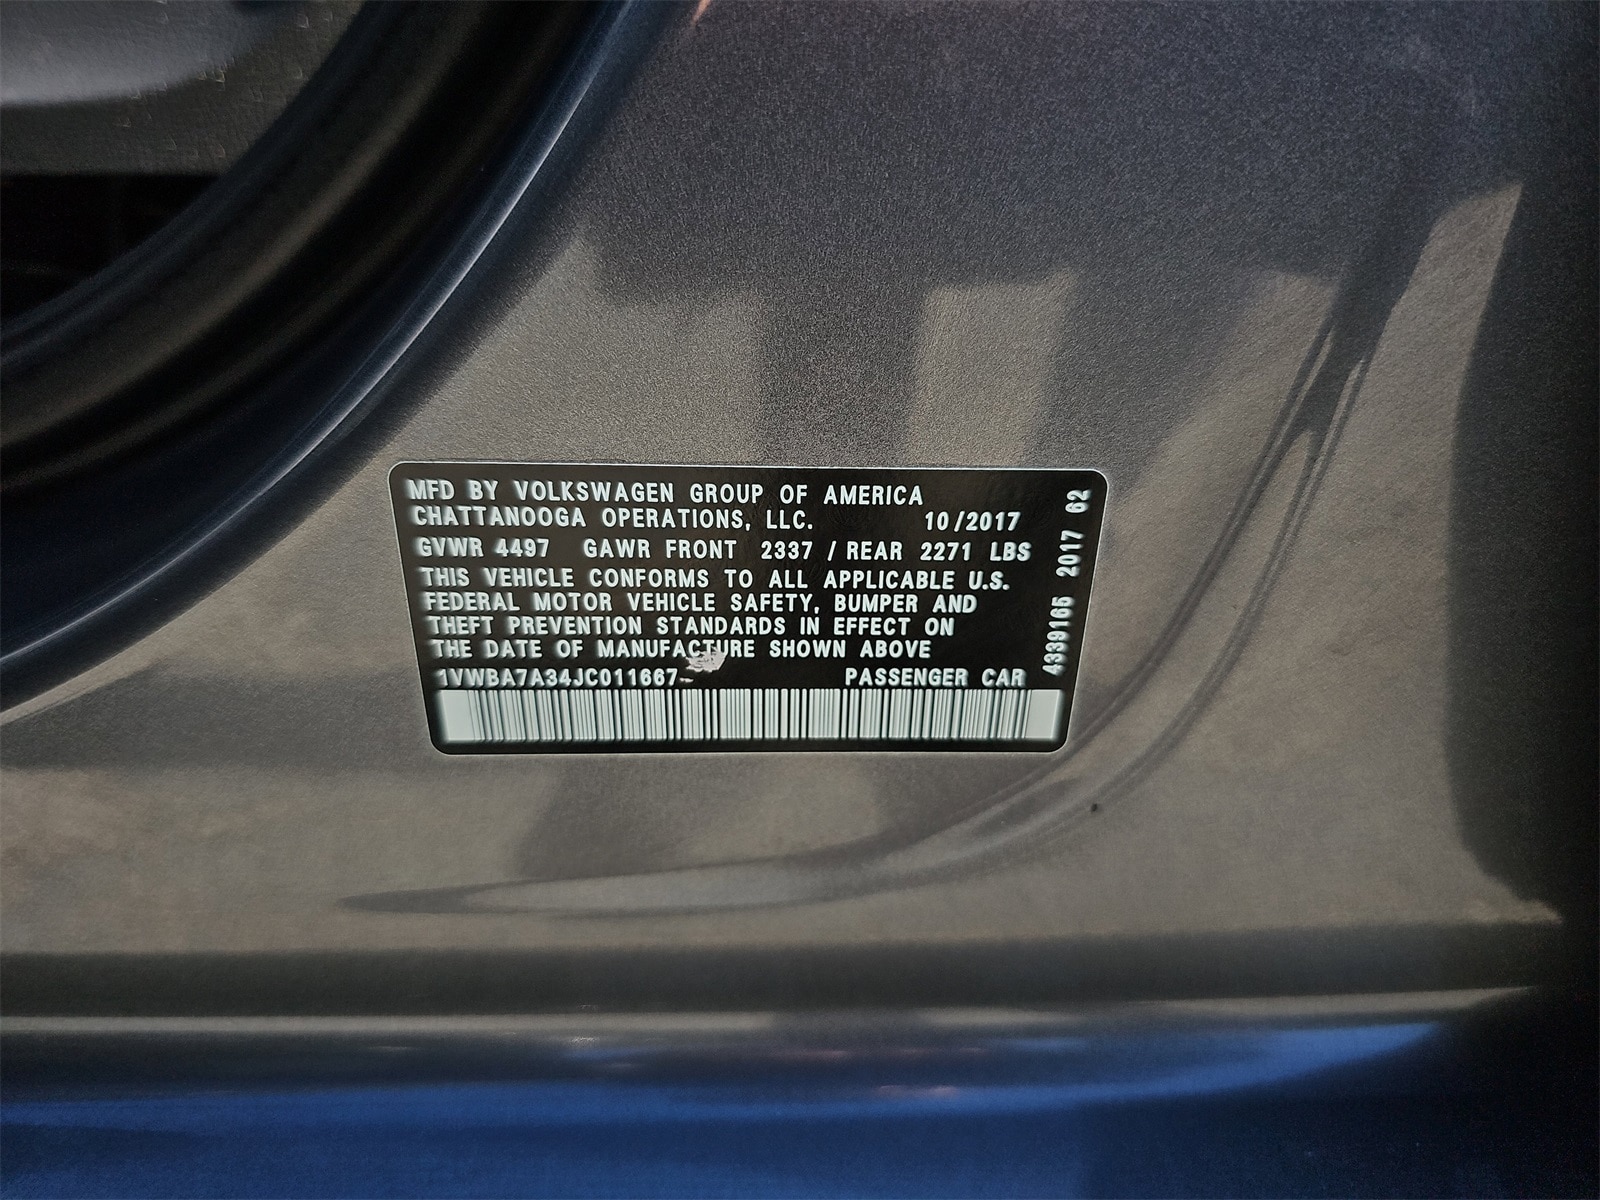 MFD BY VOLKSWAGEN GROUP OF AMERICA
CHATTANOOGA OPERATIONS, LLC. 10/2017
GVWR 4497 GAWR FRONT 2337 / REAR 2271 LBS
THIS VEHICLE CONFORMS TO ALL APPLICABLE U.S.
FEDERAL MOTOR VEHICLE SAFETY, BUMPER AND
THEFT PREVENTION STANDARDS IN EFFECT ON
THE DATE OF MANUFACTURE SHOWN ABOVE
1VWBA7A34JC011667 PASSENGER CAR
4339165 2017 62